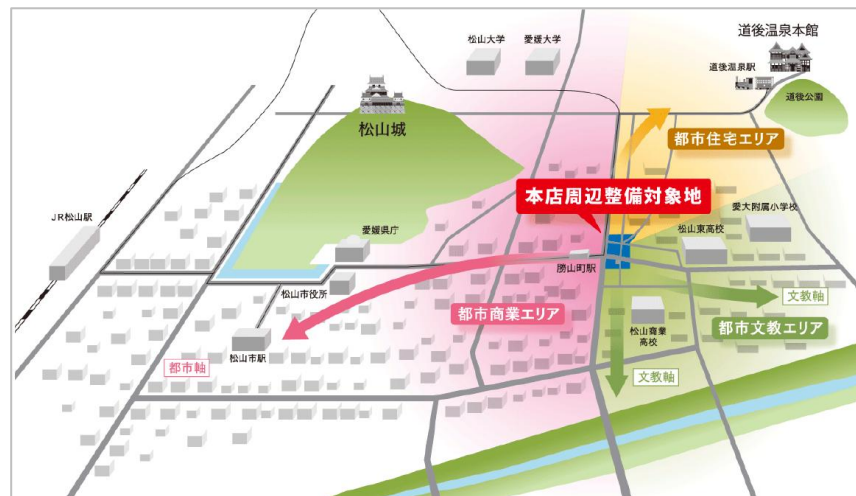 道後温泉本館
松山大学
愛媛大学
道後温泉駅
道後公園
松山城
都市住宅エリア
本店周辺整備対象地
愛大附属小学校
JR松山駅
愛媛県庁
松山東高校
勝山町駅
松山市役所
文教軸
都市商業エリア
松山商業
高校
都市文教エリア
松山市駅
都市軸
文教軸